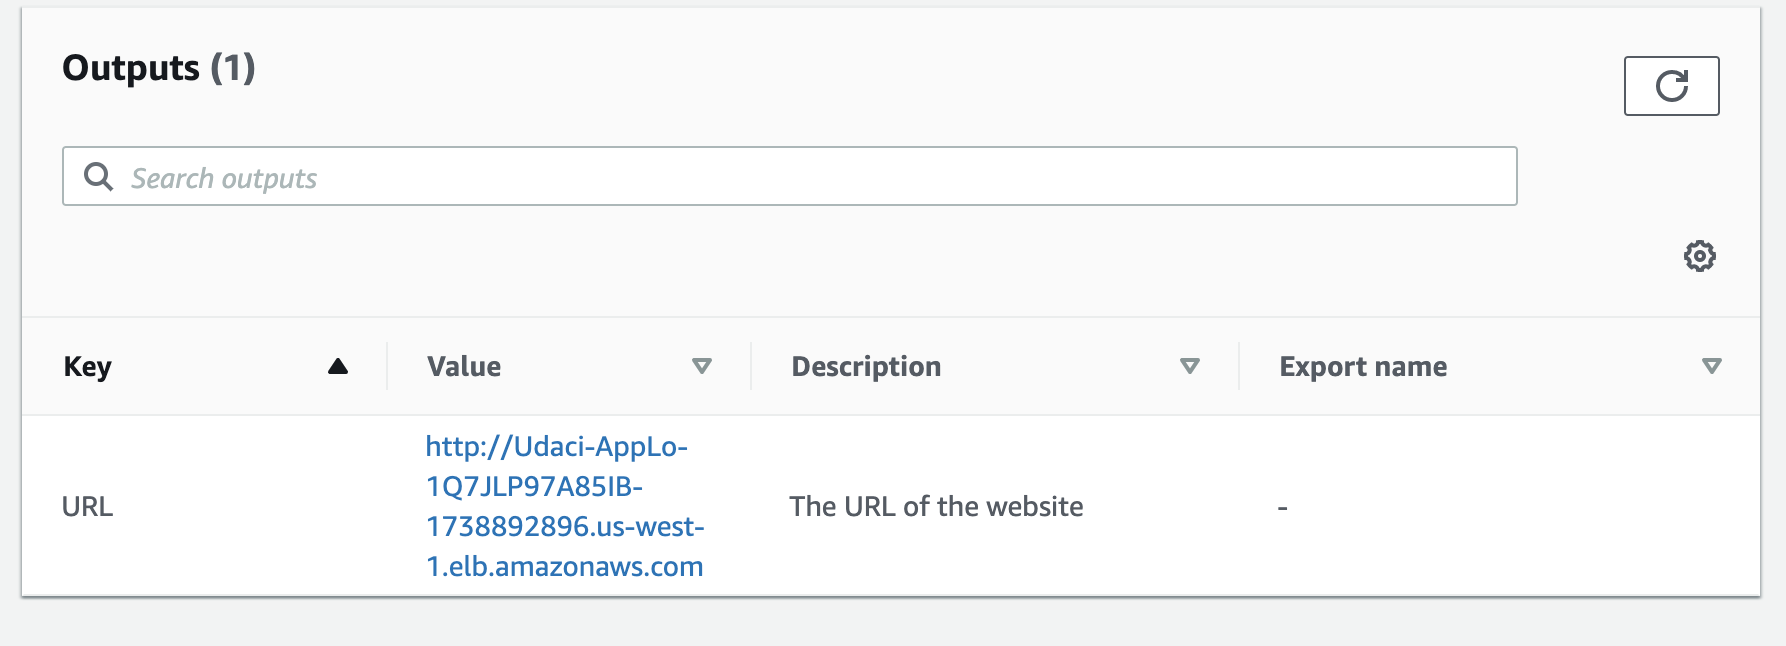 Outputs (1)
Search outputs
Key Value Description Export name
URL
http://Udaci-AppLo-
1Q7JLP97A85IB-
1738892896.us-west-
1.elb.amazonaws.com
The URL of the website
-